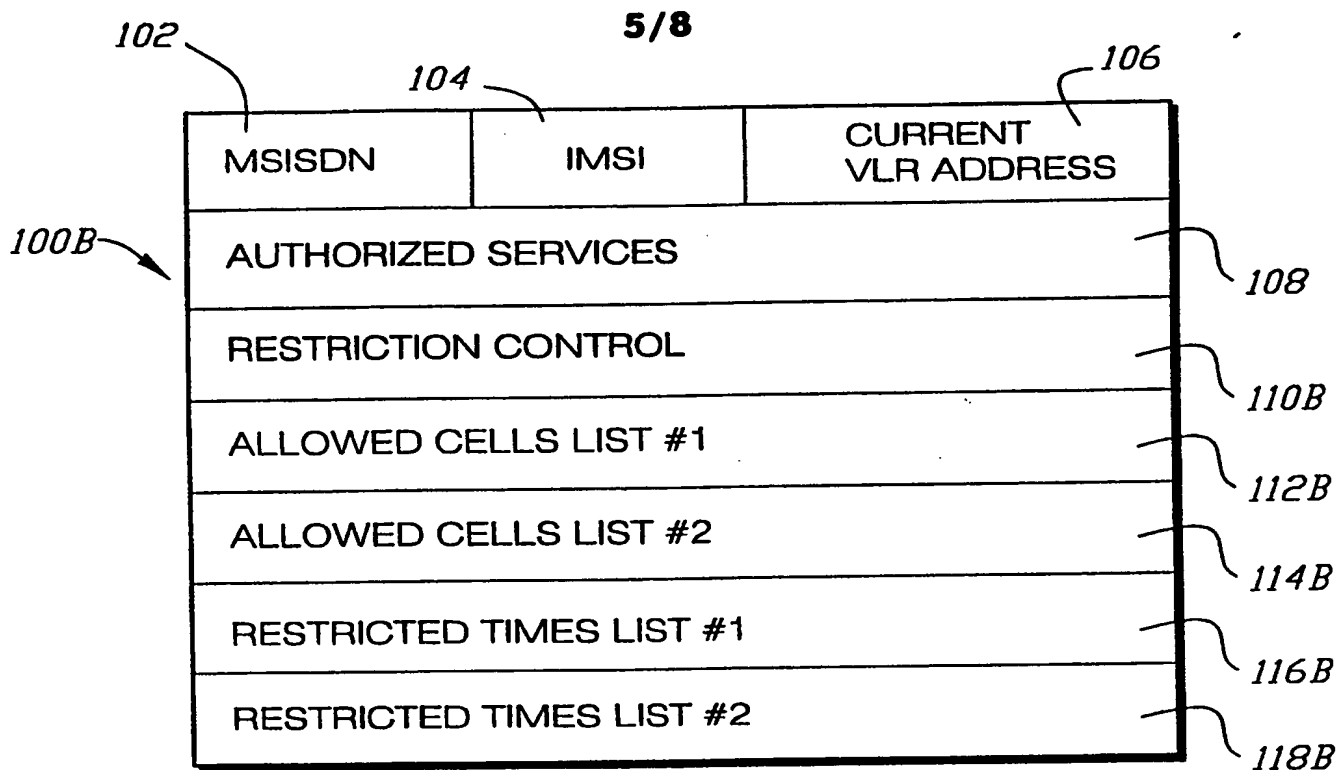 5/8
102
104
106
MSISDN
IMSI
CURRENT
VLR ADDRESS
100B
AUTHORIZED SERVICES
108
RESTRICTION CONTROL
110B
ALLOWED CELLS LIST #1
112B
ALLOWED CELLS LIST #2
114B
RESTRICTED TIMES LIST #1
116B
RESTRICTED TIMES LIST #2
118B